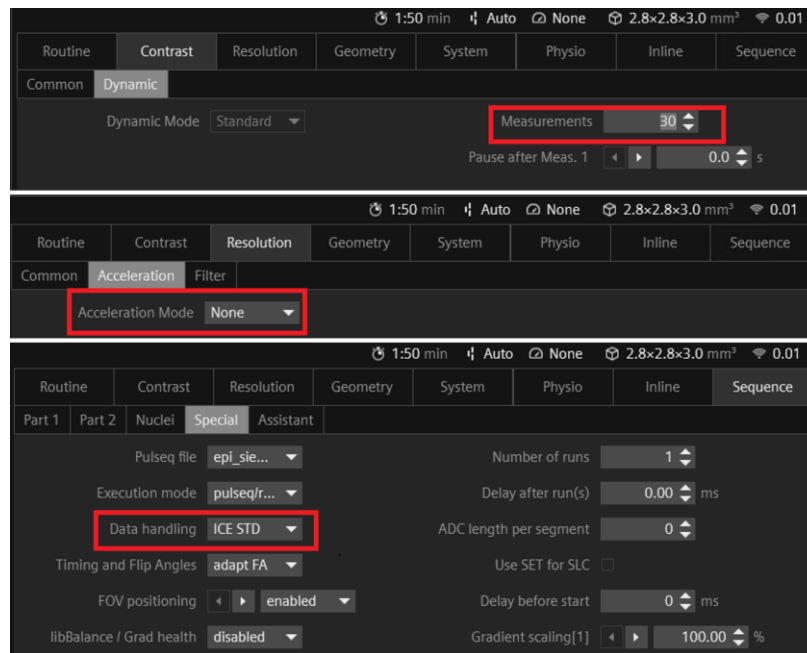 1:50 min Auto None 2.8×2.8×3.0 mm³ 0.01
Routine Contrast Resolution Geometry System Physio Inline Sequence
Common Dynamic
Dynamic Mode Standard Measurements 30
Pause after Meas. 1 0.0 s
1:50 min Auto None 2.8×2.8×3.0 mm³ 0.01
Routine Contrast Resolution Geometry System Physio Inline Sequence
Common Acceleration Filter
Acceleration Mode None
1:50 min Auto None 2.8×2.8×3.0 mm³ 0.01
Routine Contrast Resolution Geometry System Physio Inline Sequence
Part 1 Part 2 Nuclei Special Assistant
Pulseq file epi_sie... Number of runs 1
Execution mode pulseq/r... Delay after run(s) 0.00 ms
Data handling ICE STD ADC length per segment 0
Timing and Flip Angles adapt FA Use SET for SLC
FOV positioning enabled Delay before start 0 ms
libBalance / Grad health disabled Gradient scaling[1] 100.00 %